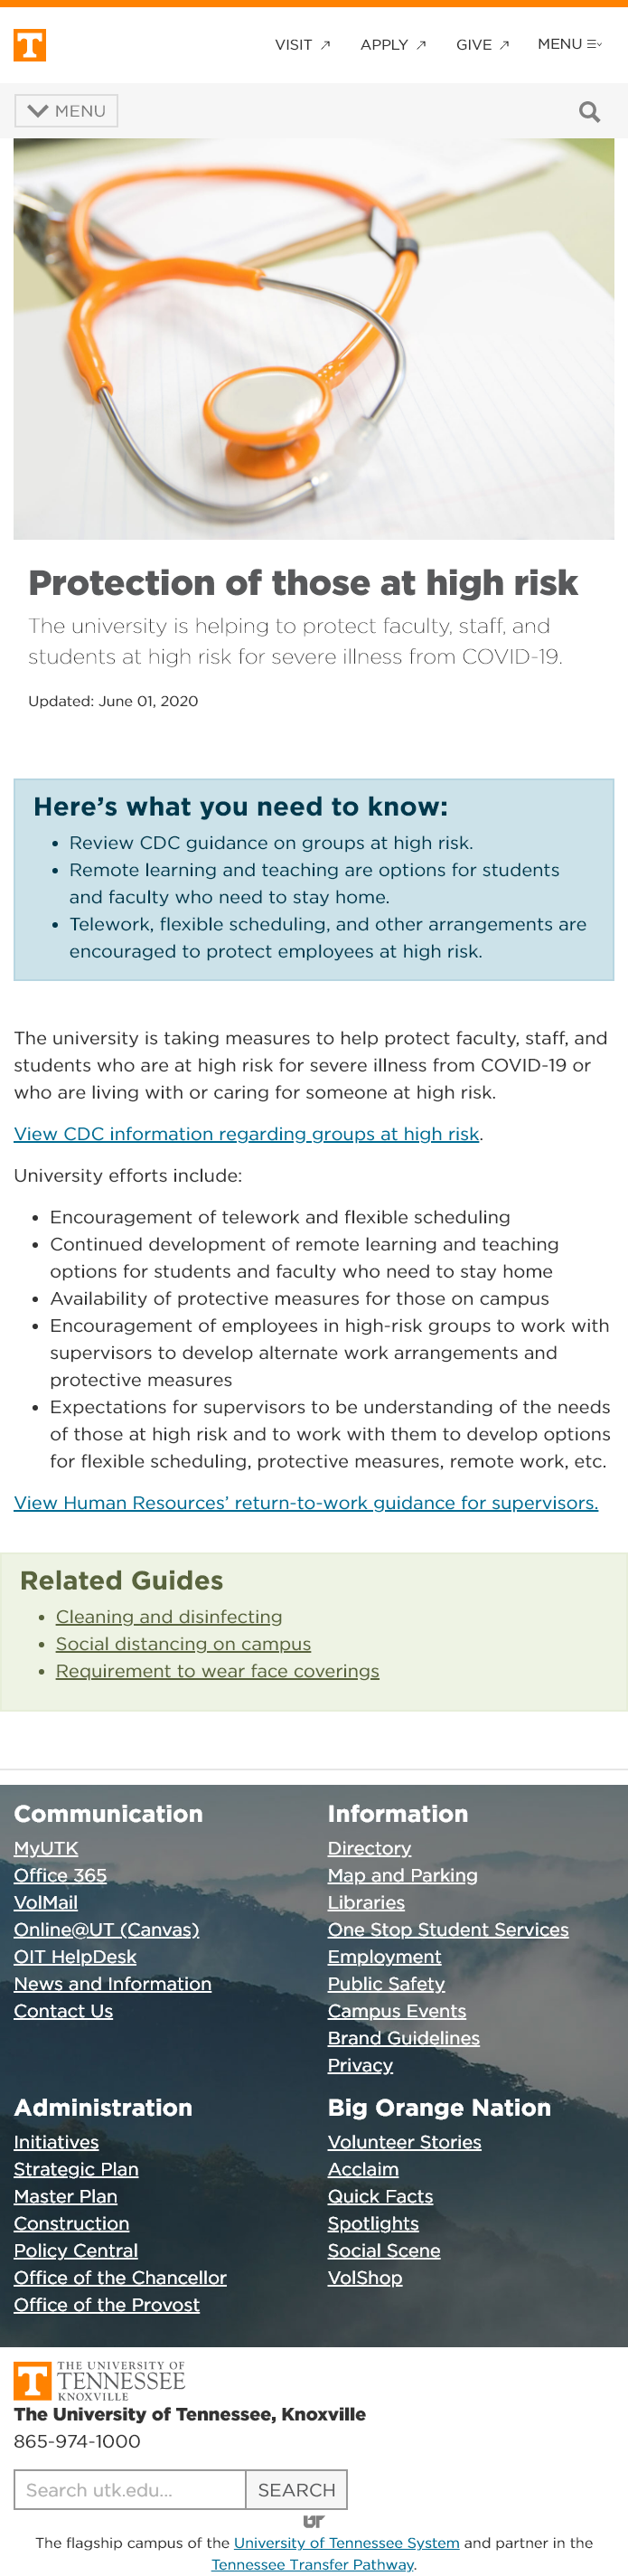 T
VISIT ↗ APPLY ↗ GIVE ↗ MENU
MENU
Protection of those at high risk
The university is helping to protect faculty, staff, and
students at high risk for severe illness from COVID-19.
Updated: June 01, 2020
Here’s what you need to know:
• Review CDC guidance on groups at high risk.
• Remote learning and teaching are options for students
and faculty who need to stay home.
• Telework, flexible scheduling, and other arrangements are
encouraged to protect employees at high risk.
The university is taking measures to help protect faculty, staff, and
students who are at high risk for severe illness from COVID-19 or
who are living with or caring for someone at high risk.
View CDC information regarding groups at high risk.
University efforts include:
• Encouragement of telework and flexible scheduling
• Continued development of remote learning and teaching
options for students and faculty who need to stay home
• Availability of protective measures for those on campus
• Encouragement of employees in high-risk groups to work with
supervisors to develop alternate work arrangements and
protective measures
• Expectations for supervisors to be understanding of the needs
of those at high risk and to work with them to develop options
for flexible scheduling, protective measures, remote work, etc.
View Human Resources’ return-to-work guidance for supervisors.
Related Guides
• Cleaning and disinfecting
• Social distancing on campus
• Requirement to wear face coverings
Communication
MyUTK
Office 365
VolMail
Online@UT (Canvas)
OIT HelpDesk
News and Information
Contact Us
Information
Directory
Map and Parking
Libraries
One Stop Student Services
Employment
Public Safety
Campus Events
Brand Guidelines
Privacy
Administration
Initiatives
Strategic Plan
Master Plan
Construction
Policy Central
Office of the Chancellor
Office of the Provost
Big Orange Nation
Volunteer Stories
Acclaim
Quick Facts
Spotlights
Social Scene
VolShop
T
THE UNIVERSITY OF
TENNESSEE
KNOXVILLE
The University of Tennessee, Knoxville
865-974-1000
Search utk.edu... SEARCH
UT
The flagship campus of the University of Tennessee System and partner in the
Tennessee Transfer Pathway.